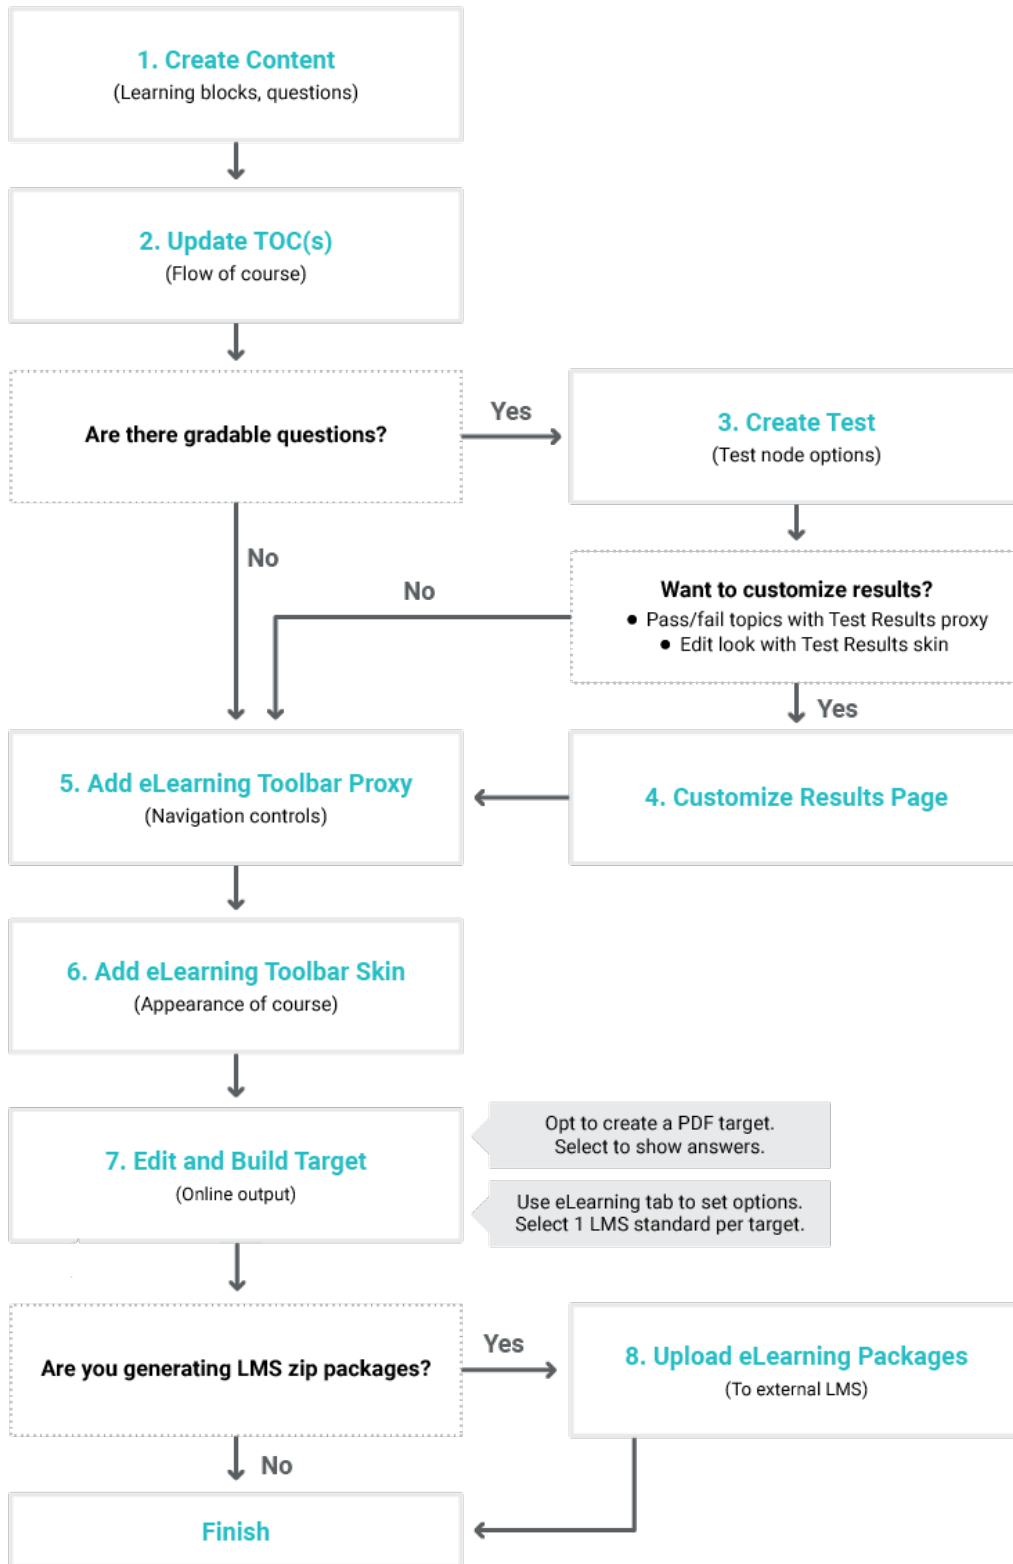 1. Create Content
(Learning blocks, questions)
2. Update TOC(s)
(Flow of course)
Are there gradable questions?
Yes
3. Create Test
(Test node options)
No
Want to customize results?
● Pass/fail topics with Test Results proxy
● Edit look with Test Results skin
No
Yes
5. Add eLearning Toolbar Proxy
(Navigation controls)
4. Customize Results Page
6. Add eLearning Toolbar Skin
(Appearance of course)
7. Edit and Build Target
(Online output)
Opt to create a PDF target.
Select to show answers.
Use eLearning tab to set options.
Select 1 LMS standard per target.
Are you generating LMS zip packages?
Yes
8. Upload eLearning Packages
(To external LMS)
No
Finish